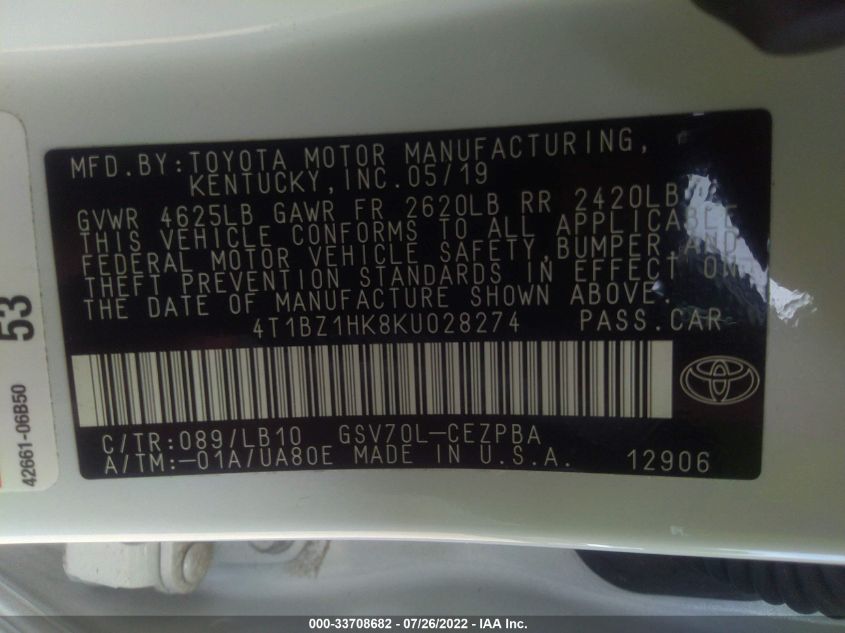 MFD.BY:TOYOTA MOTOR MANUFACTURING,
KENTUCKY,INC.05/19
GVWR 4625LB GAWR FR 2620LB RR 2420LB
THIS VEHICLE CONFORMS TO ALL APPLICABLE
FEDERAL MOTOR VEHICLE SAFETY,BUMPER,AND
THEFT PREVENTION STANDARDS IN EFFECT ON
THE DATE OF MANUFACTURE SHOWN ABOVE.
4T1BZ1HK8KU028274 PASS.CAR
C/TR:089/LB10 GSV70L-CEZPBA
A/TM:-01A/UA80E MADE IN U.S.A. 12906
53
42661-06B50
000-33708682 - 07/26/2022 - IAA Inc.